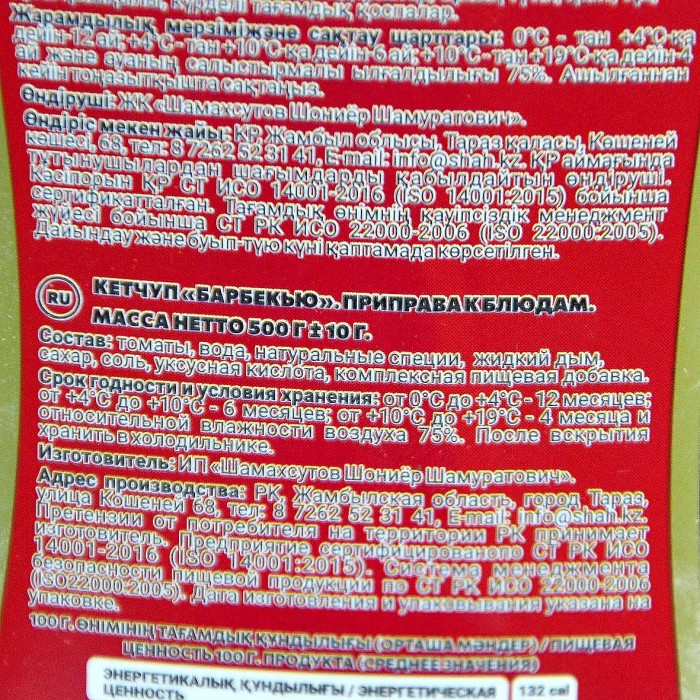 күрделі тағамдық қоспалар.
Жарамдылық мерзімі және сақтау шарттары: 0°C - тан +4°C-қа
дейін-12 ай; +4°C-тан +10°C-қа дейін-6 ай; +10°C-тан +19°C-қа дейін-4
ай және ауаның салыстырмалы ылғалдылығы 75%. Ашылғаннан
кейін тоңазытқышта сақтаңыз.
Өндіруші: ЖК «Шамахсутов Шониёр Шамуратович».
Өндіріс мекен жайы: ҚР Жамбыл облысы, Тараз қаласы, Көшеней
көшесі, 68, тел: 8 7262 52 31 41, E-mail: info@shah.kz. ҚР аймағында
тұтынушылардан шағымдарды қабылдайтын өндіруші.
Кәсіпорын ҚР СТ ИСО 14001-2016 (ISO 14001:2015) бойынша
сертификатталған. Тағамдық өнімнің қауіпсіздік менеджмент
жүйесі бойынша СТ РК ИСО 22000-2006 (ISO 22000:2005).
Дайындау және буып-түю күні қаптамада көрсетілген.
RU КЕТЧУП «БАРБЕКЬЮ». ПРИПРАВА К БЛЮДАМ.
МАССА НЕТТО 500 Г ± 10 Г.
Состав: томаты, вода, натуральные специи, жидкий дым,
сахар, соль, уксусная кислота, комплексная пищевая добавка.
Срок годности и условия хранения: от 0°C до +4°C - 12 месяцев;
от +4°C до +10°C - 6 месяцев; от +10°C до +19°C - 4 месяца и
относительной влажности воздуха 75%. После вскрытия
хранить в холодильнике.
Изготовитель: ИП «Шамахсутов Шониёр Шамуратович».
Адрес производства: РК, Жамбылская область, город Тараз,
улица Кошеней 68, тел: 8 7262 52 31 41, E-mail: info@shah.kz.
Претензии от потребителя на территории РК принимает
изготовитель. Предприятие сертифицировано по СТ РК ИСО
14001-2016 (ISO 14001:2015). Система менеджмента
безопасности пищевой продукции по СТ РК ИСО 22000-2006
(ISO22000:2005). Дата изготовления и упаковывания указана на
упаковке.
100 Г. ӨНІМІНІҢ ТАҒАМДЫҚ ҚҰНДЫЛЫҒЫ (ОРТАША МӘНДЕР) / ПИЩЕВАЯ
ЦЕННОСТЬ 100 Г. ПРОДУКТА (СРЕДНЕЕ ЗНАЧЕНИЯ)
ЭНЕРГЕТИКАЛЫҚ ҚҰНДЫЛЫҒЫ / ЭНЕРГЕТИЧЕСКАЯ
ЦЕННОСТЬ 132